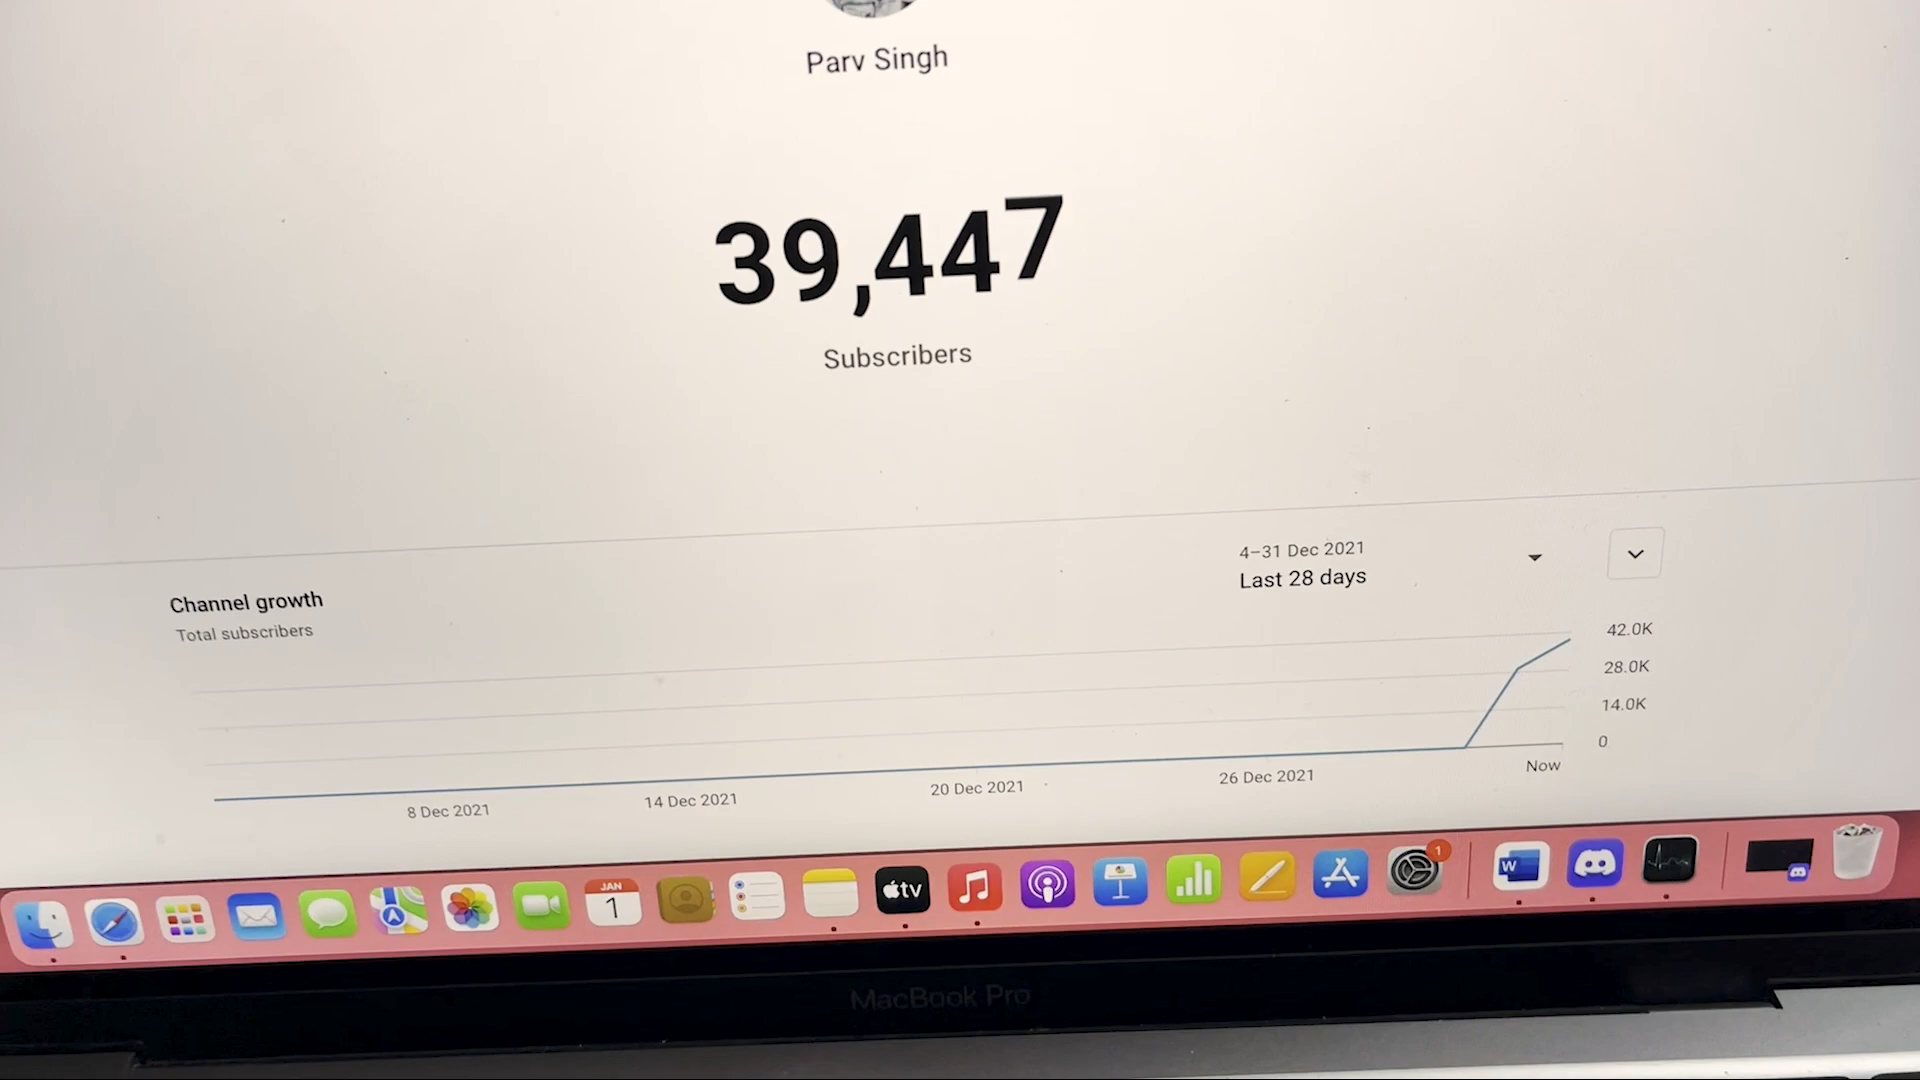 Parv Singh
39,447
Subscribers
4–31 Dec 2021
Last 28 days
Channel growth
Total subscribers
42.0K
28.0K
14.0K
0
8 Dec 2021
14 Dec 2021
20 Dec 2021
26 Dec 2021
Now
JAN
1
tv
1
W
MacBook Pro